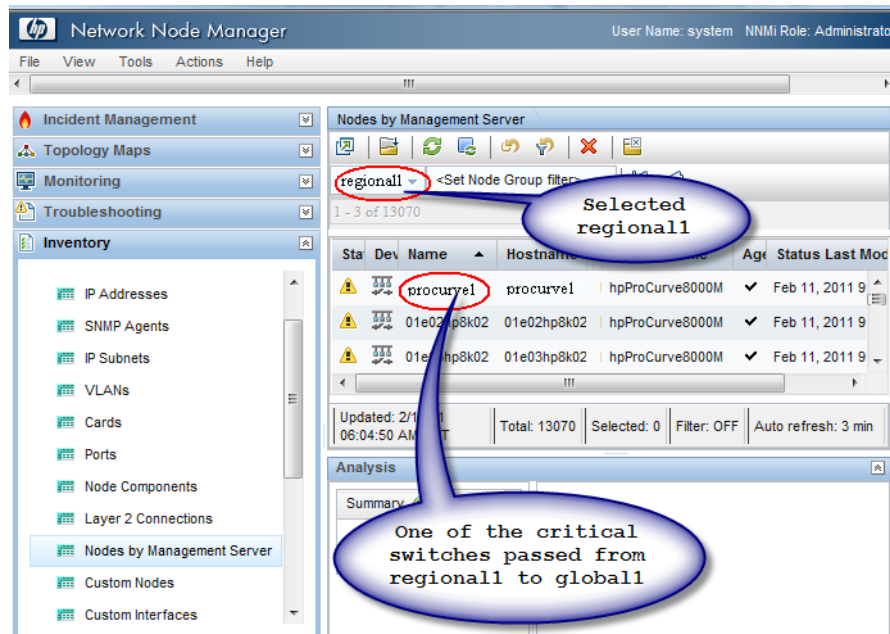 hp Network Node Manager User Name: system NNMi Role: Administrato
File View Tools Actions Help
Incident Management
Topology Maps
Monitoring
Troubleshooting
Inventory
IP Addresses
SNMP Agents
IP Subnets
VLANs
Cards
Ports
Node Components
Layer 2 Connections
Nodes by Management Server
Custom Nodes
Custom Interfaces
Nodes by Management Server
regional1 <Set Node Group filter>
1 - 3 of 13070
Selected
regional1
Sta Dev Name Hostname Age Status Last Mod
procurve1 procurve1 hpProCurve8000M Feb 11, 2011 9
01e02hp8k02 01e02hp8k02 hpProCurve8000M Feb 11, 2011 9
01e03hp8k02 hpProCurve8000M Feb 11, 2011 9
Updated:
06:04:50 Total: 13070 Selected: 0 Filter: OFF Auto refresh: 3 min
Analysis
Summary
One of the critical
switches passed from
regional1 to global1